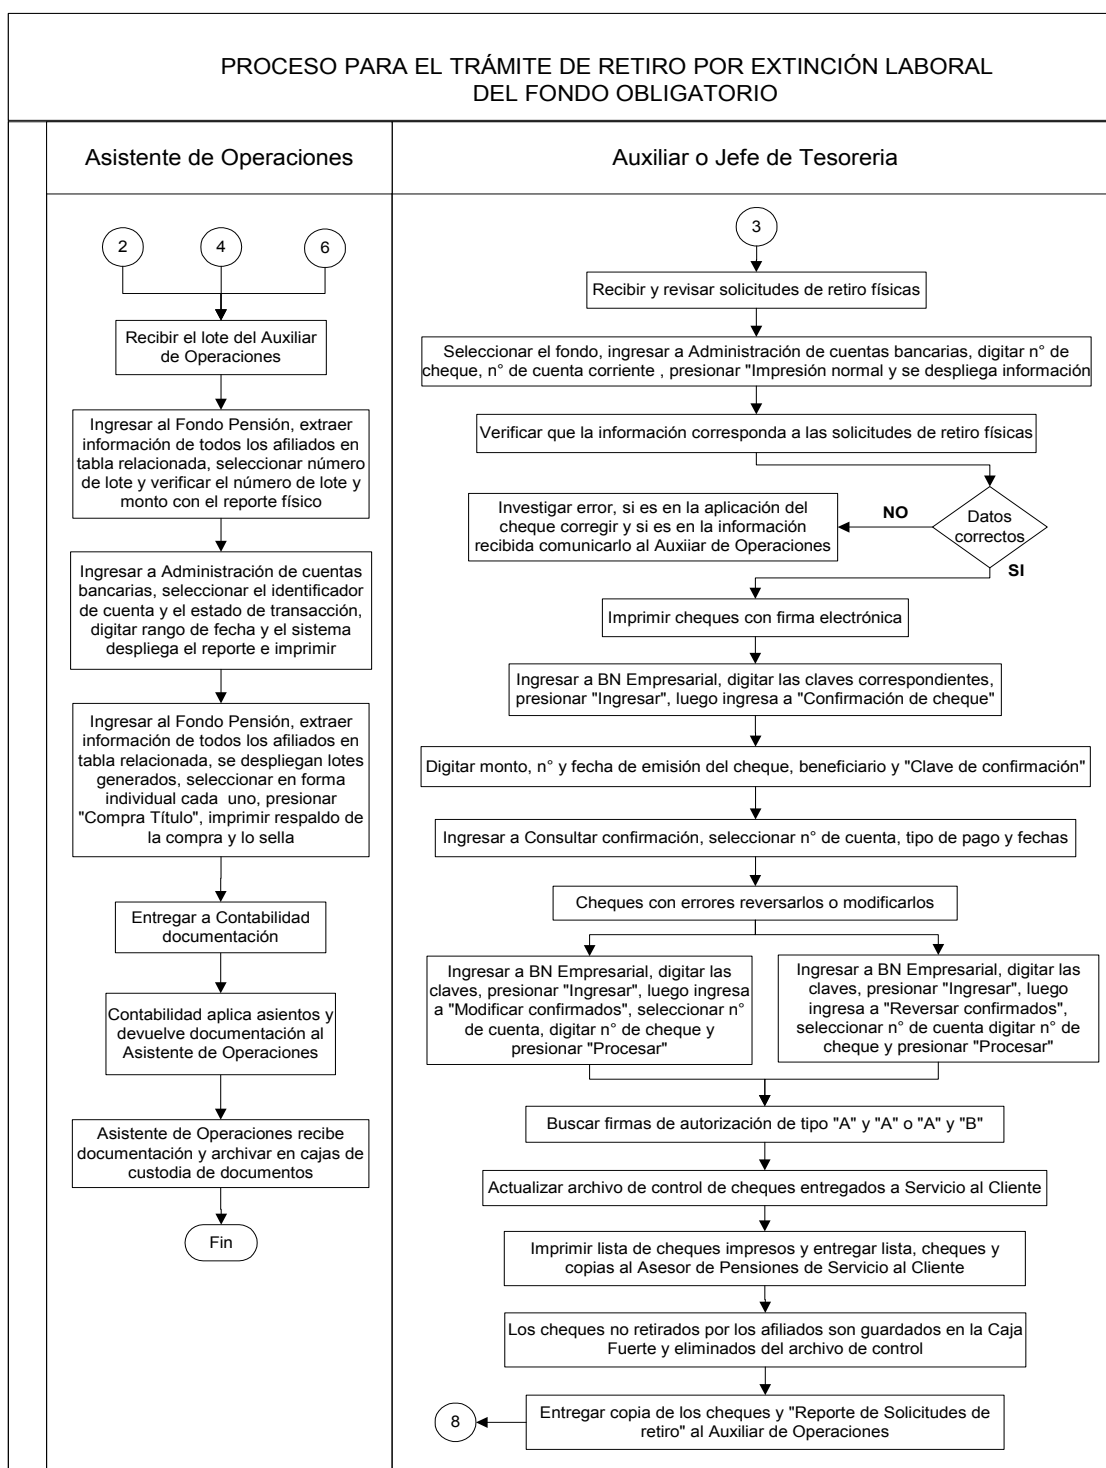 PROCESO PARA EL TRÁMITE DE RETIRO POR EXTINCIÓN LABORAL
DEL FONDO OBLIGATORIO
Asistente de Operaciones
2
4
6
Recibir el lote del Auxiliar
de Operaciones
Ingresar al Fondo Pensión, extraer
información de todos los afiliados en
tabla relacionada, seleccionar número
de lote y verificar el número de lote y
monto con el reporte físico
Ingresar a Administración de cuentas
bancarias, seleccionar el identificador
de cuenta y el estado de transacción,
digitar rango de fecha y el sistema
despliega el reporte e imprimir
Ingresar al Fondo Pensión, extraer
información de todos los afiliados en
tabla relacionada, se despliegan lotes
generados, seleccionar en forma
individual cada uno, presionar
"Compra Título", imprimir respaldo de
la compra y lo sella
Entregar a Contabilidad
documentación
Contabilidad aplica asientos y
devuelve documentación al
Asistente de Operaciones
Asistente de Operaciones recibe
documentación y archivar en cajas de
custodia de documentos
Fin
Auxiliar o Jefe de Tesoreria
3
Recibir y revisar solicitudes de retiro físicas
Seleccionar el fondo, ingresar a Administración de cuentas bancarias, digitar n° de
cheque, n° de cuenta corriente , presionar "Impresión normal y se despliega información
Verificar que la información corresponda a las solicitudes de retiro físicas
Datos
correctos
NO
Investigar error, si es en la aplicación del
cheque corregir y si es en la información
recibida comunicarlo al Auxiiar de Operaciones
SI
Imprimir cheques con firma electrónica
Ingresar a BN Empresarial, digitar las claves correspondientes,
presionar "Ingresar", luego ingresa a "Confirmación de cheque"
Digitar monto, n° y fecha de emisión del cheque, beneficiario y "Clave de confirmación"
Ingresar a Consultar confirmación, seleccionar n° de cuenta, tipo de pago y fechas
Cheques con errores reversarlos o modificarlos
Ingresar a BN Empresarial, digitar las
claves, presionar "Ingresar", luego ingresa
a "Modificar confirmados", seleccionar n°
de cuenta, digitar n° de cheque y
presionar "Procesar"
Ingresar a BN Empresarial, digitar las
claves, presionar "Ingresar", luego
ingresa a "Reversar confirmados",
seleccionar n° de cuenta digitar n° de
cheque y presionar "Procesar"
Buscar firmas de autorización de tipo "A" y "A" o "A" y "B"
Actualizar archivo de control de cheques entregados a Servicio al Cliente
Imprimir lista de cheques impresos y entregar lista, cheques y
copias al Asesor de Pensiones de Servicio al Cliente
Los cheques no retirados por los afiliados son guardados en la Caja
Fuerte y eliminados del archivo de control
Entregar copia de los cheques y "Reporte de Solicitudes de
retiro" al Auxiliar de Operaciones
8